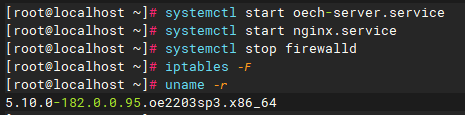 [root@localhost ~]# systemctl start oech-server.service
[root@localhost ~]# systemctl start nginx.service
[root@localhost ~]# systemctl stop firewalld
[root@localhost ~]# iptables -F
[root@localhost ~]# uname -r
5.10.0-182.0.0.95.oe2203sp3.x86_64